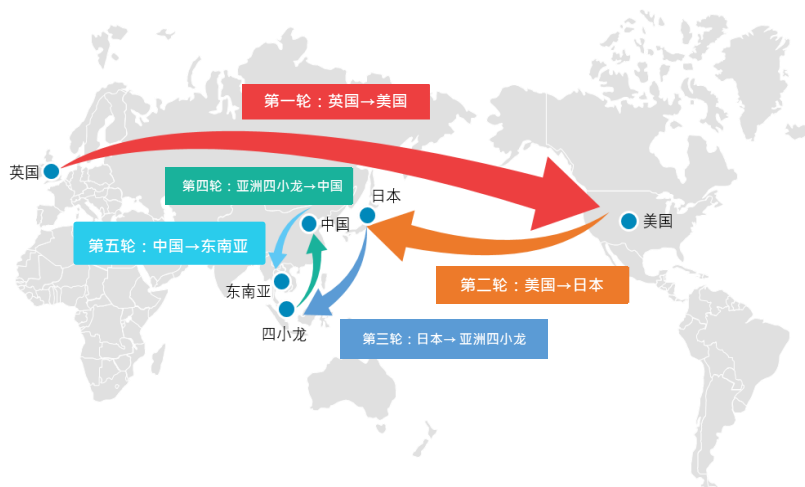 第一轮：英国→美国
英国
第四轮：亚洲四小龙→中国
日本
中国
美国
第五轮：中国→东南亚
东南亚
第二轮：美国→日本
四小龙
第三轮：日本→亚洲四小龙